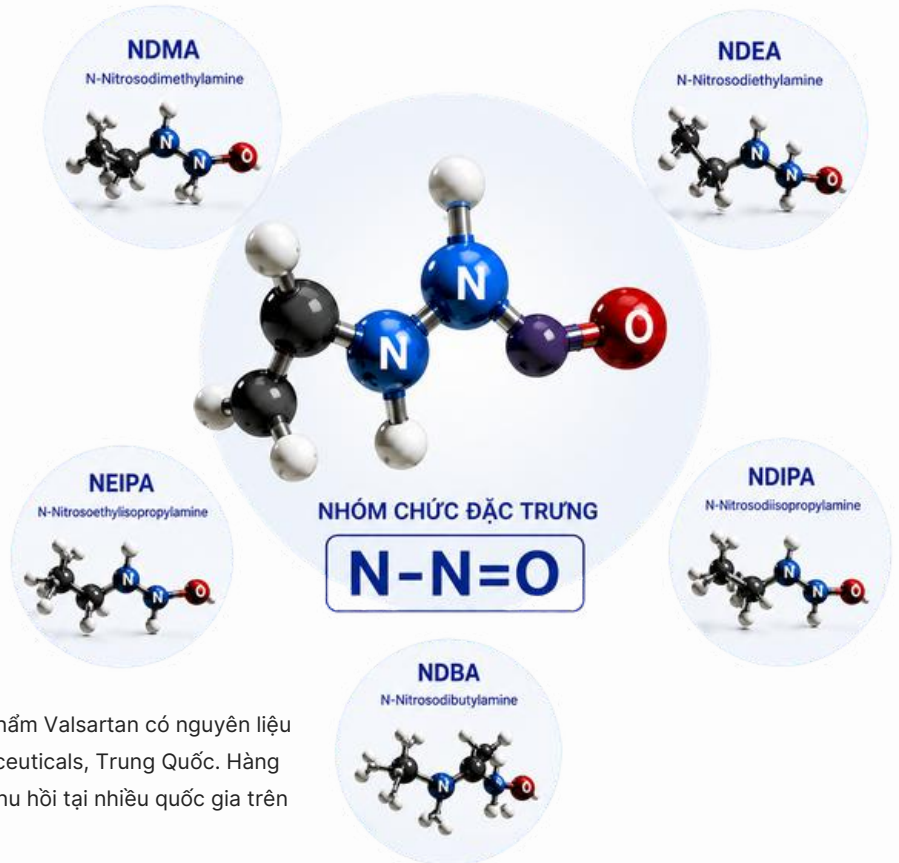 NDMA
N-Nitrosodimethylamine
N
N
O
NDEA
N-Nitrosodiethylamine
N
N
O
N
N
O
NHÓM CHỨC ĐẶC TRƯNG
N-N=O
NEIPA
N-Nitrosoethylisopropylamine
N
N
O
NDIPA
N-Nitrosodiisopropylamine
N
N
O
NDBA
N-Nitrosodibutylamine
N
N
O
hẩm Valsartan có nguyên liệu
ceuticals, Trung Quốc. Hàng
hu hồi tại nhiều quốc gia trên